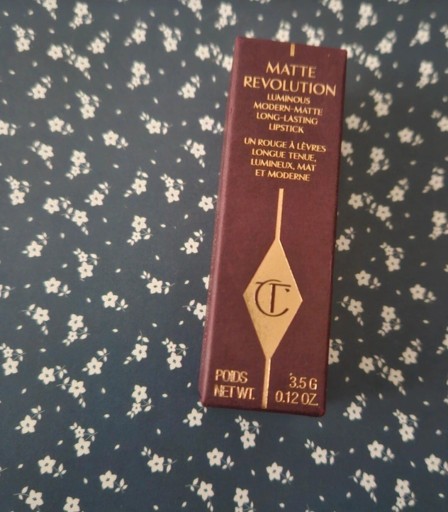 MATTE
REVOLUTION
LUMINOUS
MODERN-MATTE
LONG-LASTING
LIPSTICK
UN ROUGE À LÈVRES
LONGUE TENUE,
LUMINEUX, MAT
ET MODERNE
CT
POIDS 3.5 G
NET WT. 0.12 OZ.